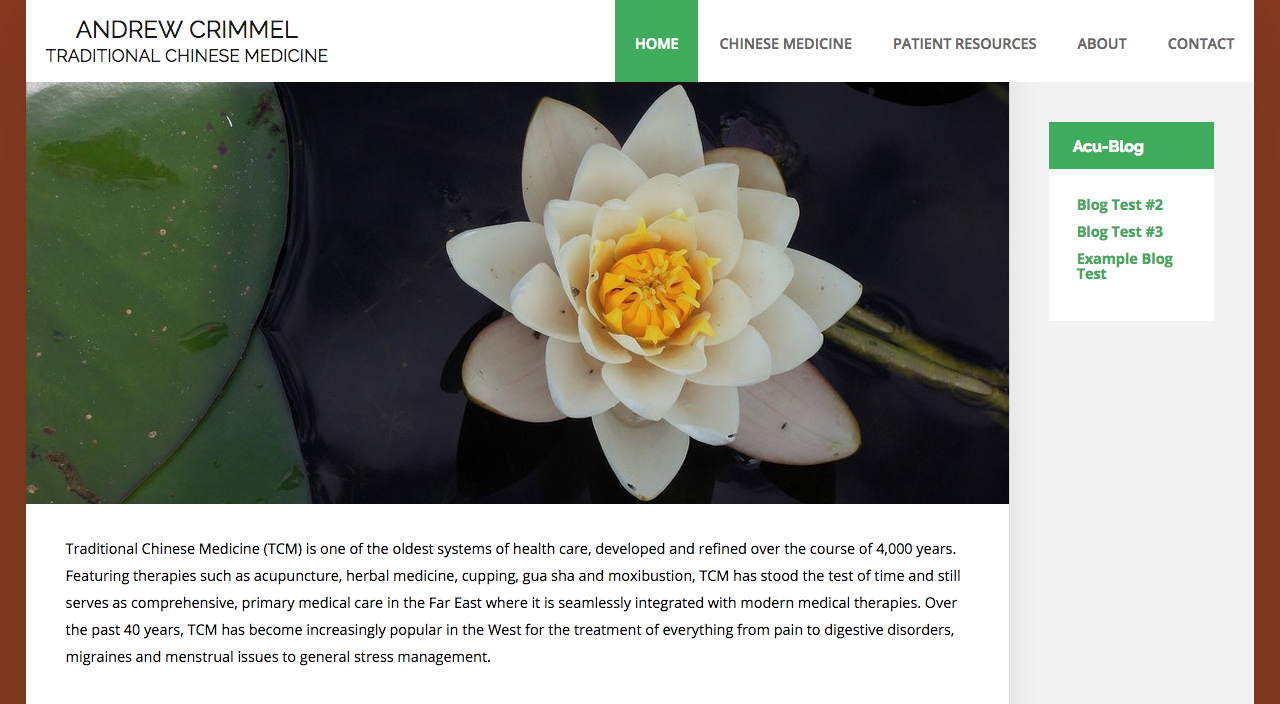 ANDREW CRIMMEL
TRADITIONAL CHINESE MEDICINE
HOME
CHINESE MEDICINE
PATIENT RESOURCES
ABOUT
CONTACT
Acu-Blog
Blog Test #2
Blog Test #3
Example Blog
Test
Traditional Chinese Medicine (TCM) is one of the oldest systems of health care, developed and refined over the course of 4,000 years.
Featuring therapies such as acupuncture, herbal medicine, cupping, gua sha and moxibustion, TCM has stood the test of time and still
serves as comprehensive, primary medical care in the Far East where it is seamlessly integrated with modern medical therapies. Over
the past 40 years, TCM has become increasingly popular in the West for the treatment of everything from pain to digestive disorders,
migraines and menstrual issues to general stress management.